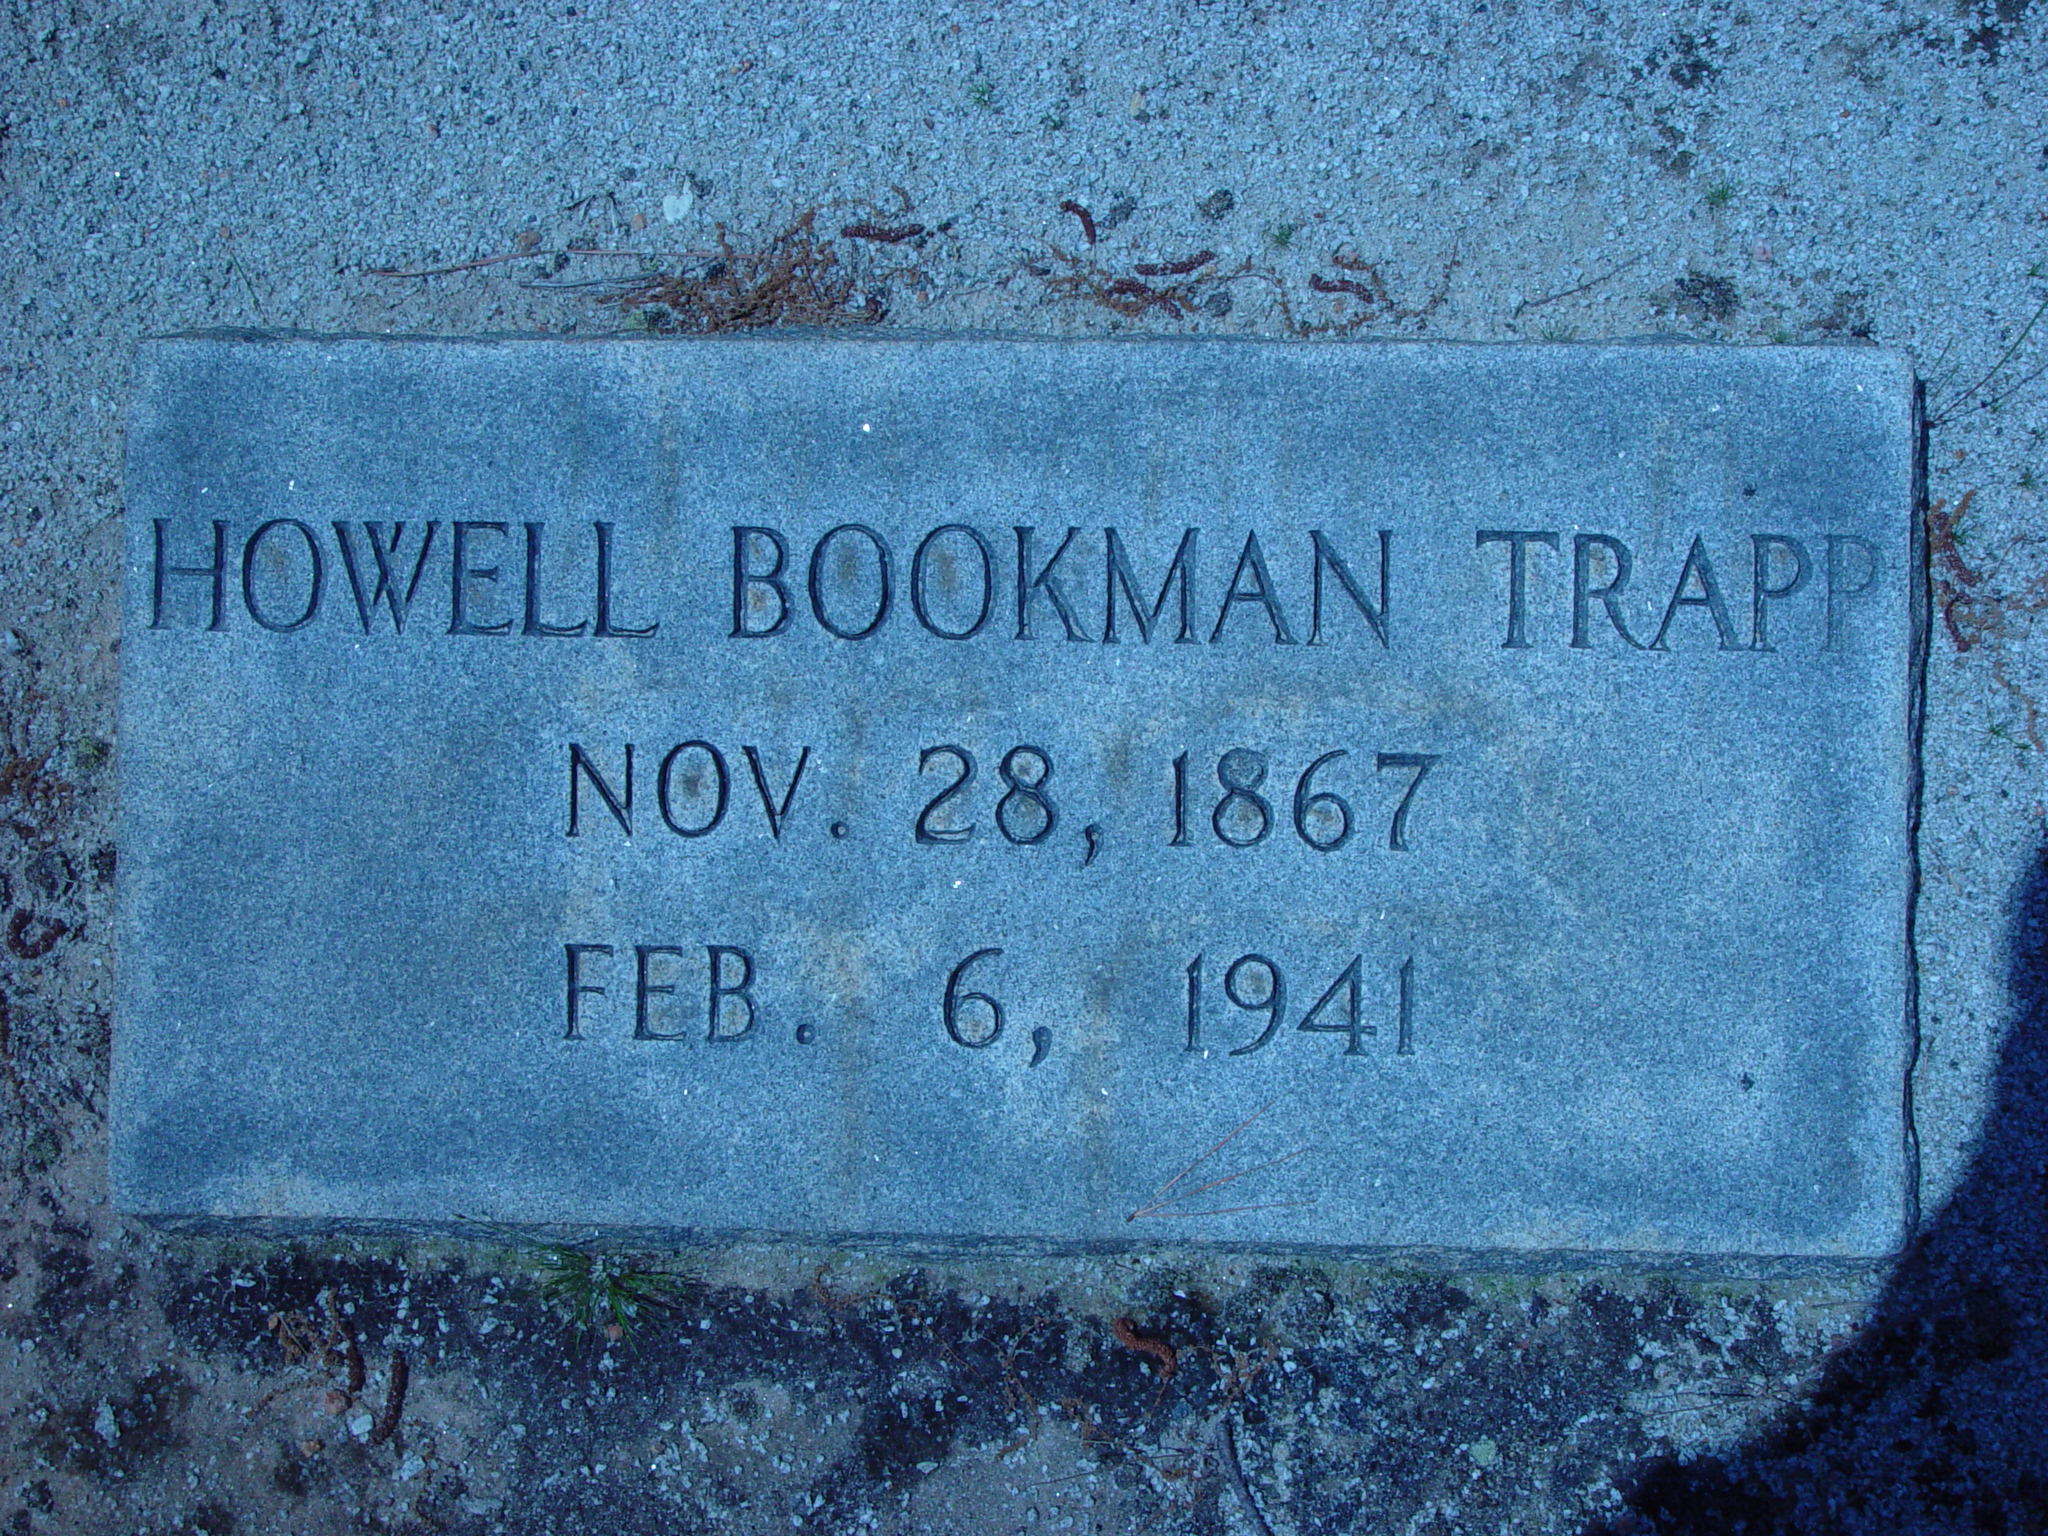 HOWELL BOOKMAN TRAPP
NOV. 28, 1867
FEB. 6, 1941